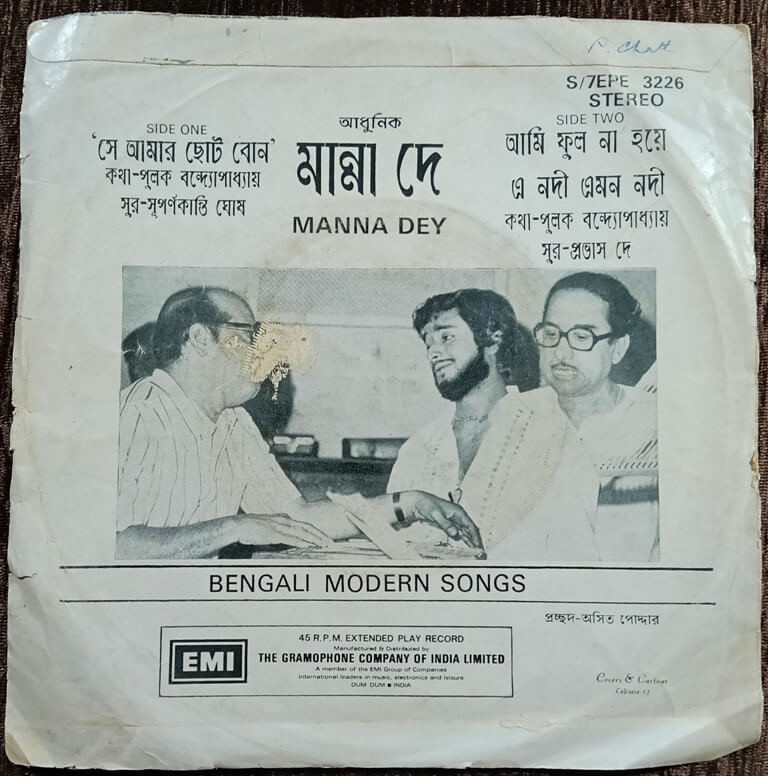 P. Chatt
S/7EPE 3226
STEREO
SIDE ONE
'সে আমার ছোট বোন'
কথা-পুলক বন্দ্যোপাধ্যায়
সুর-সুপর্ণকান্তি ঘোষ
আধুনিক
মান্না দে
MANNA DEY
SIDE TWO
আমি ফুল না হয়ে
এ নদী এমন নদী
কথা-পুলক বন্দ্যোপাধ্যায়
সুর-প্রভাস দে
BENGALI MODERN SONGS
প্রচ্ছদ-অসিত পোদ্দার
EMI
45 R.P.M. EXTENDED PLAY RECORD
Manufactured & Distributed by
THE GRAMOPHONE COMPANY OF INDIA LIMITED
A member of the EMI Group of Companies
International leaders in music, electronics and leisure
DUM DUM ● INDIA
Covers &
Calcutta-12